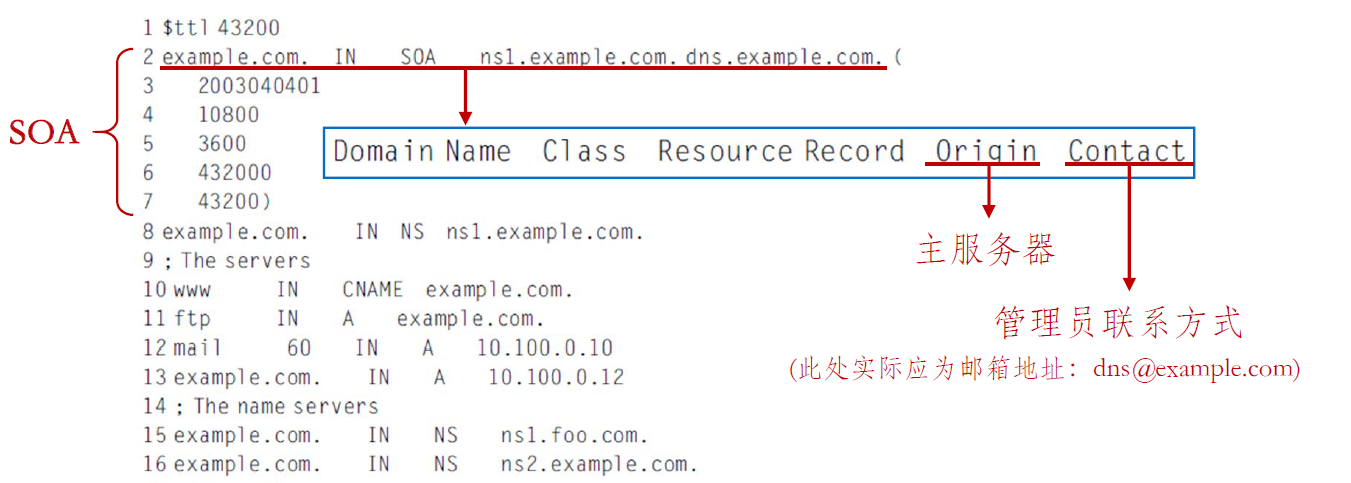 1 $ttl 43200
2 example.com. IN SOA ns1.example.com. dns.example.com. (
3 2003040401
4 10800
SOA
5 3600
Domain Name Class Resource Record Origin Contact
6 432000
7 43200)
8 example.com. IN NS ns1.example.com.
主服务器
9 ; The servers
10 www IN CNAME example.com.
11 ftp IN A example.com.
管理员联系方式
12 mail 60 IN A 10.100.0.10
(此处实际应为邮箱地址：dns@example.com)
13 example.com. IN A 10.100.0.12
14 ; The name servers
15 example.com. IN NS ns1.foo.com.
16 example.com. IN NS ns2.example.com.